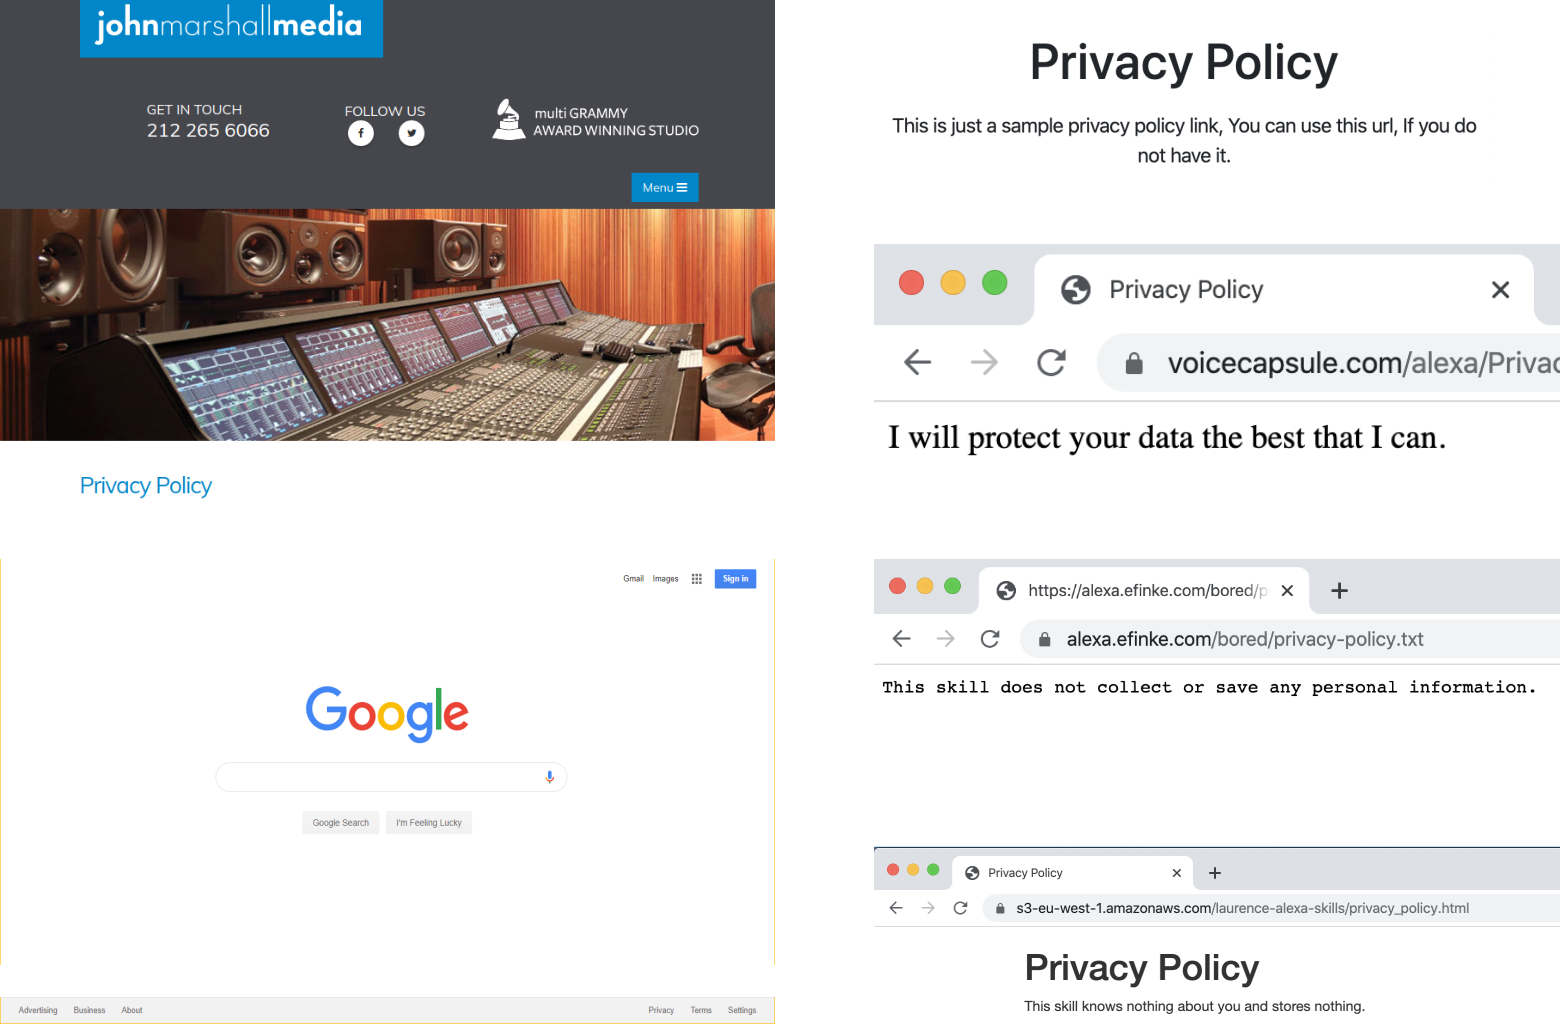 johnmarshallmedia
GET IN TOUCH
212 265 6066
FOLLOW US
multi GRAMMY
AWARD WINNING STUDIO
Menu
Privacy Policy
Gmail Images Sign in
Google
Google Search I'm Feeling Lucky
Advertising Business About Privacy Terms Settings
Privacy Policy
This is just a sample privacy policy link, You can use this url, If you do
not have it.
Privacy Policy
voicecapsule.com/alexa/Privac
I will protect your data the best that I can.
https://alexa.efinke.com/bored/p
alexa.efinke.com/bored/privacy-policy.txt
This skill does not collect or save any personal information.
Privacy Policy
s3-eu-west-1.amazonaws.com/laurence-alexa-skills/privacy_policy.html
Privacy Policy
This skill knows nothing about you and stores nothing.